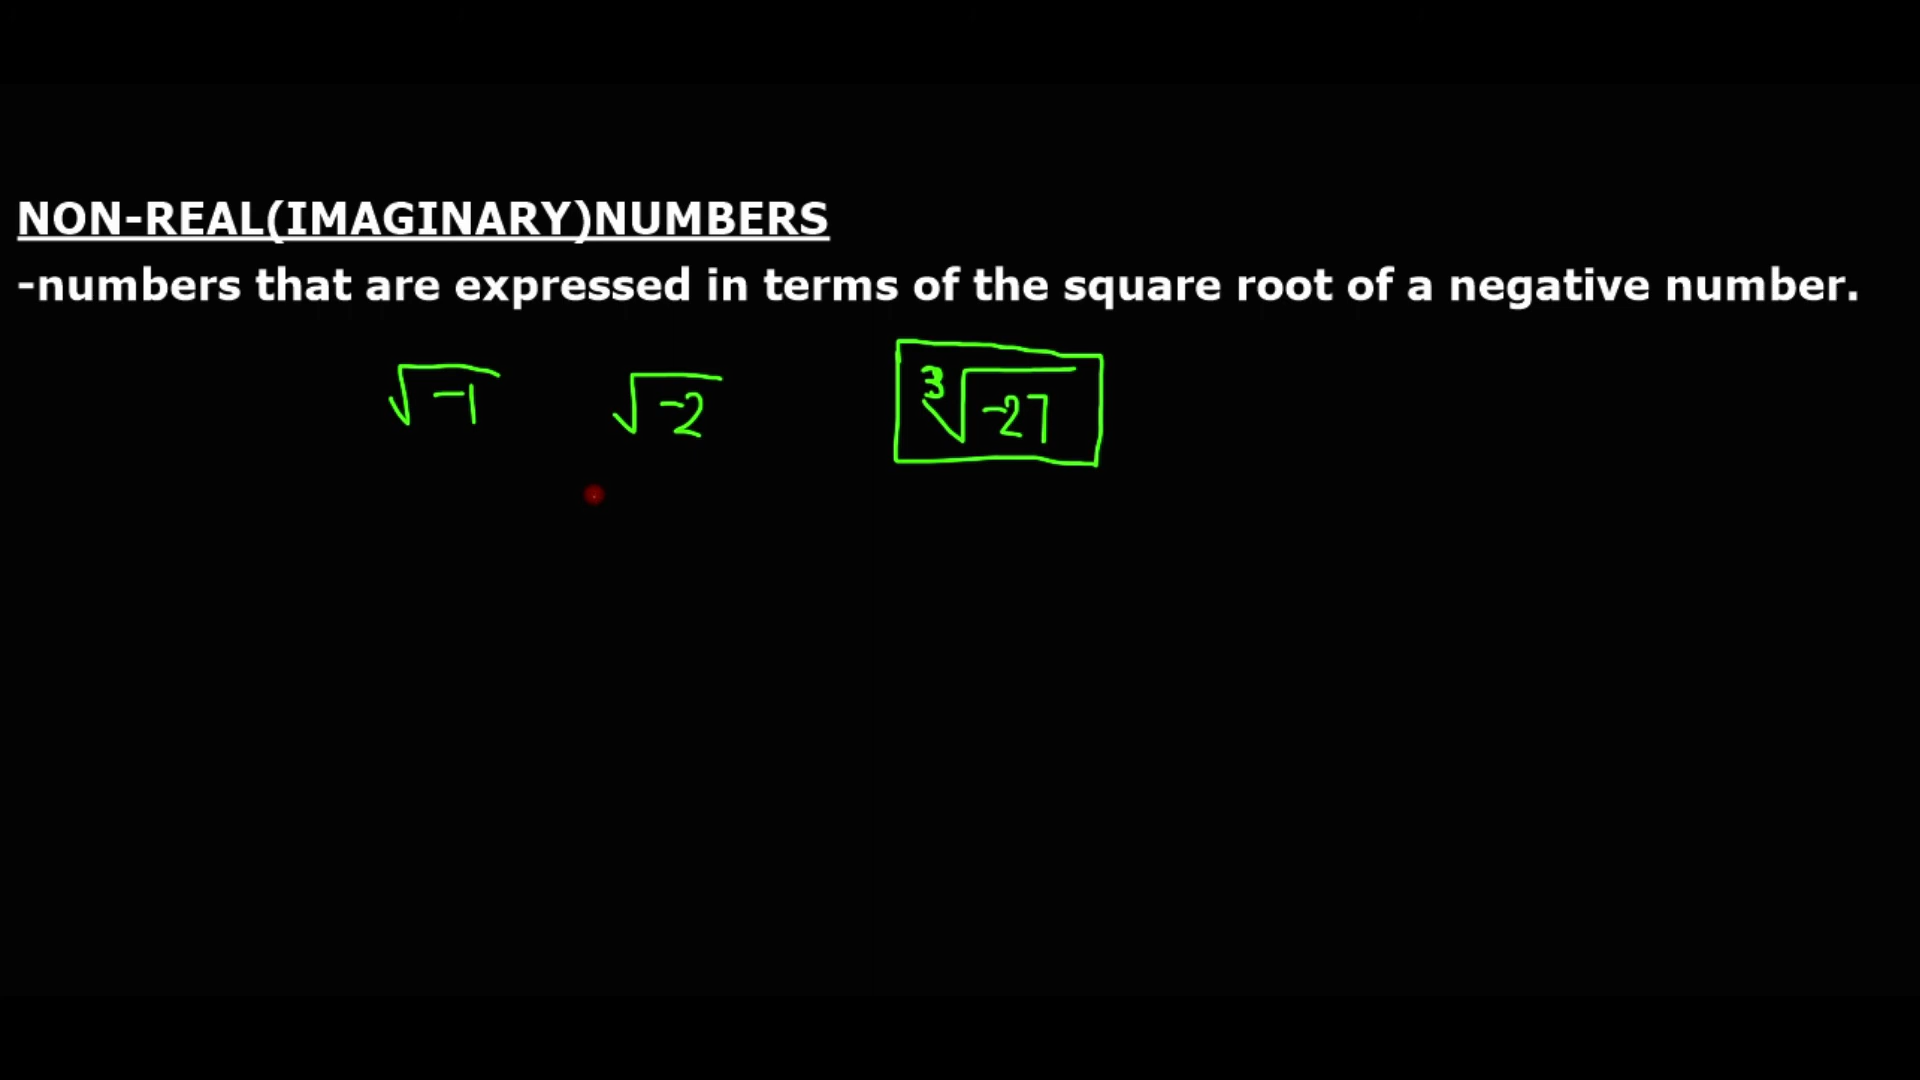 NON-REAL(IMAGINARY)NUMBERS
-numbers that are expressed in terms of the square root of a negative number.
√-1 √-2 ∛-27